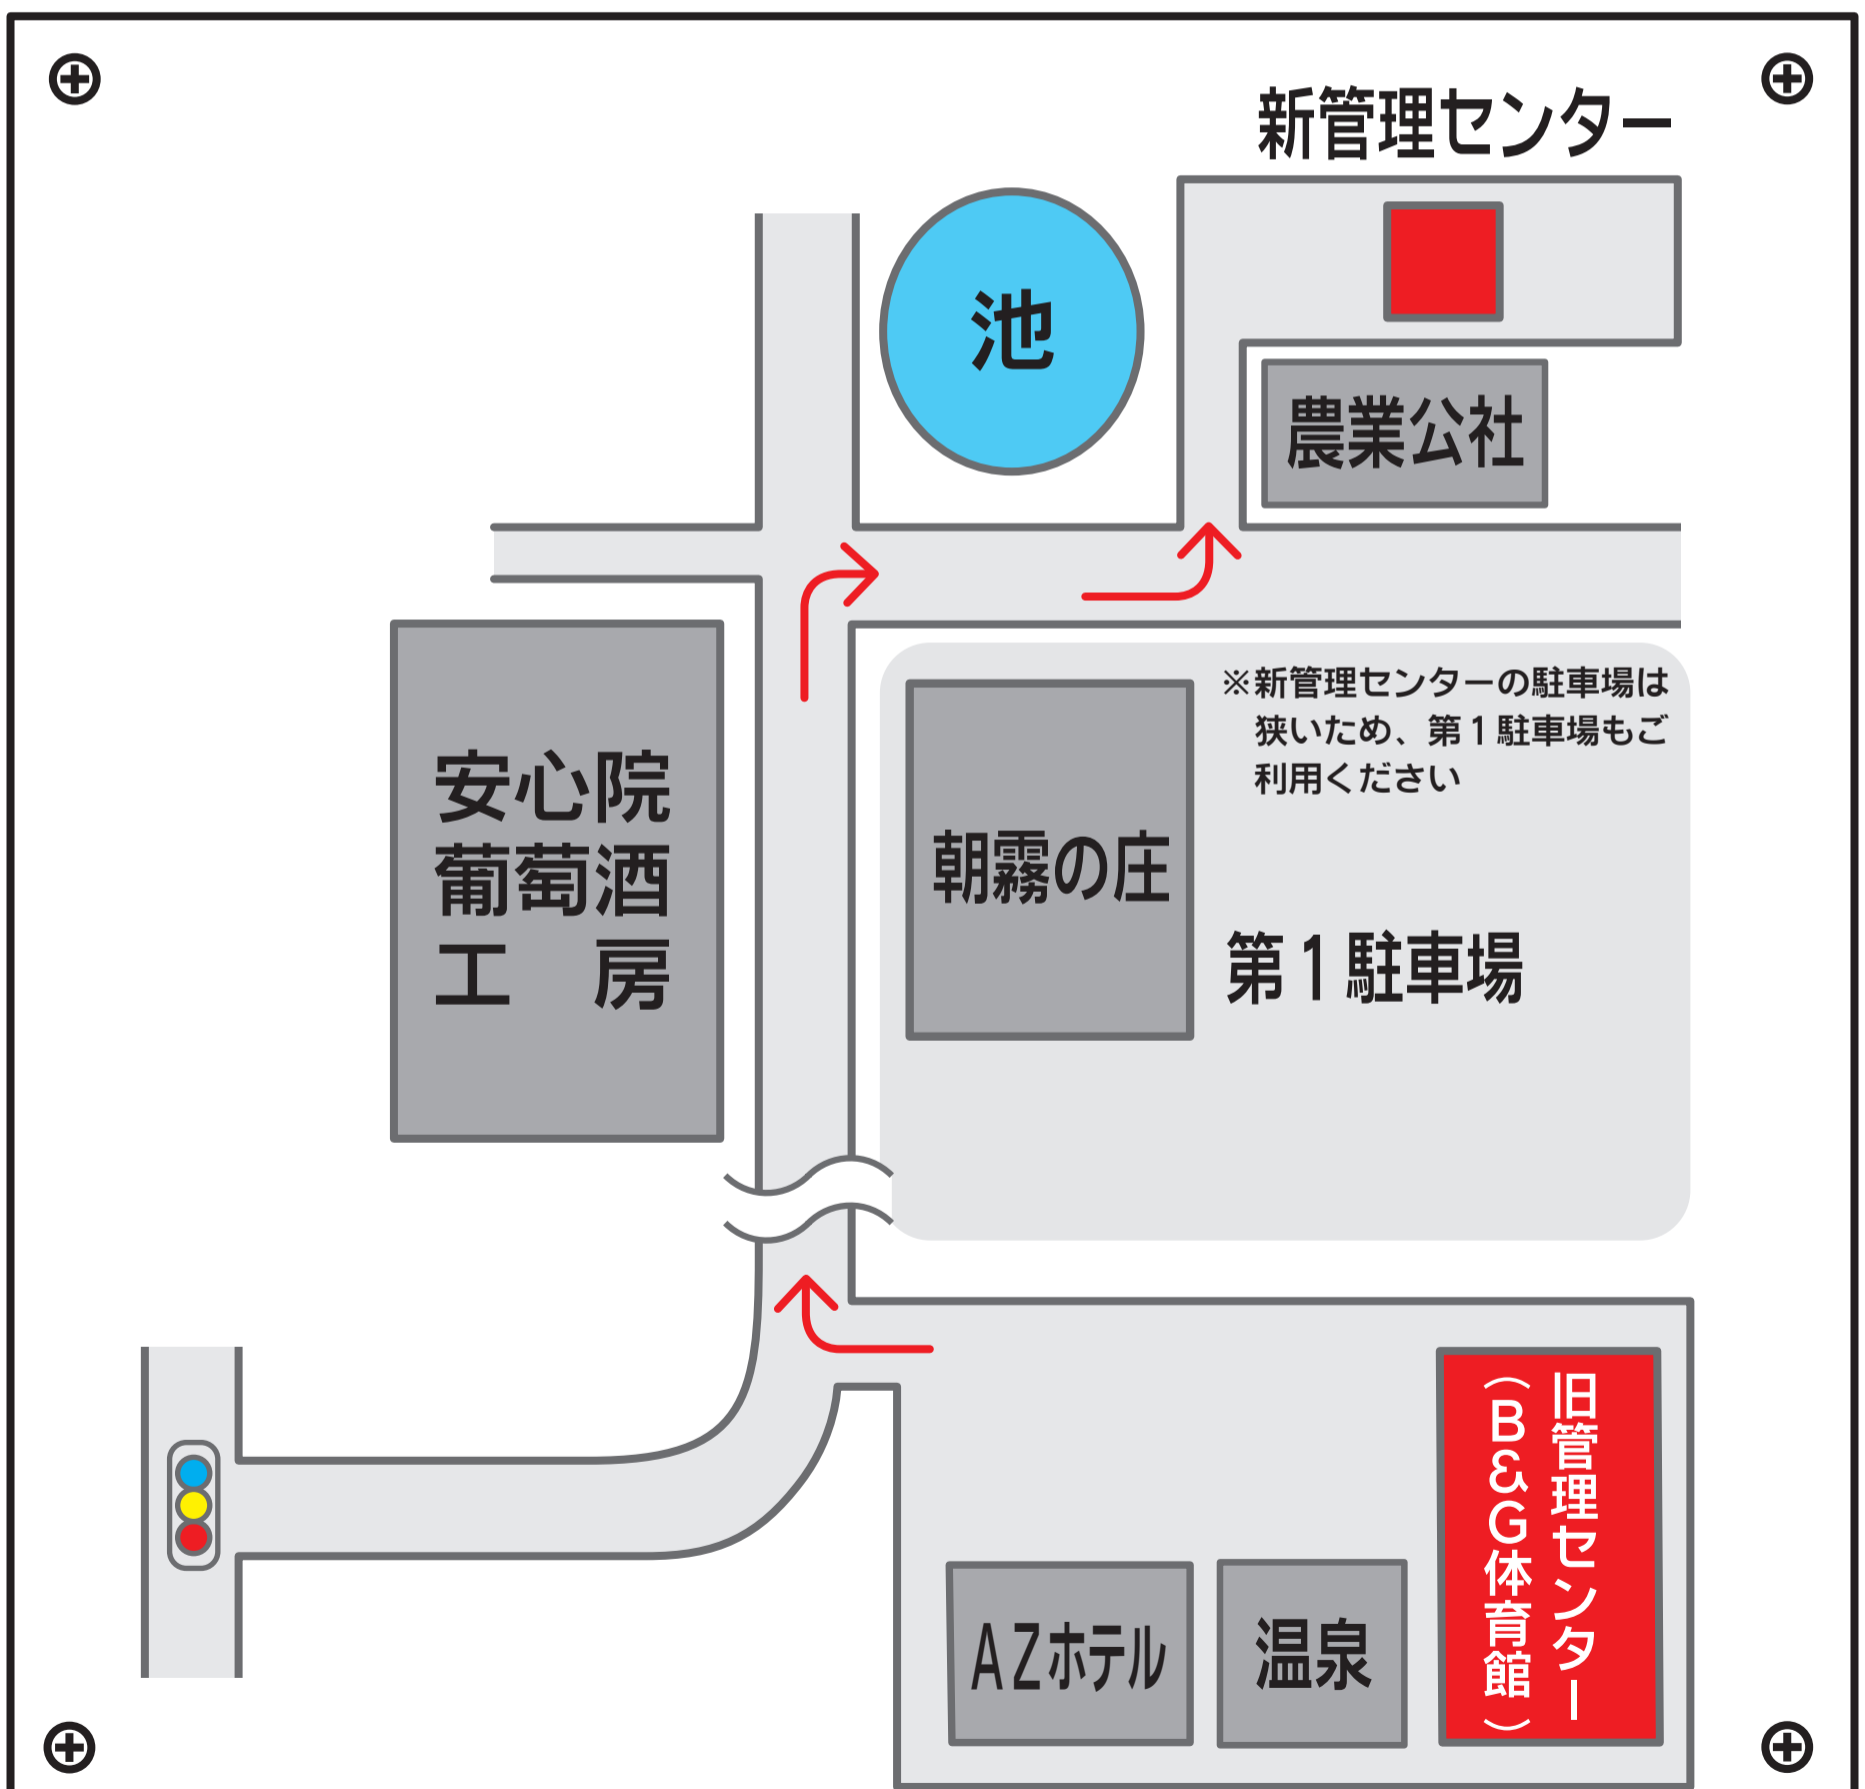 新管理センター
池
農業公社
※新管理センターの駐車場は
狭いため、第1駐車場もご
利用ください
安心院
葡萄酒
工　房
朝霧の庄
第1駐車場
旧管理センター
（B&G体育館）
AZホテル
温泉